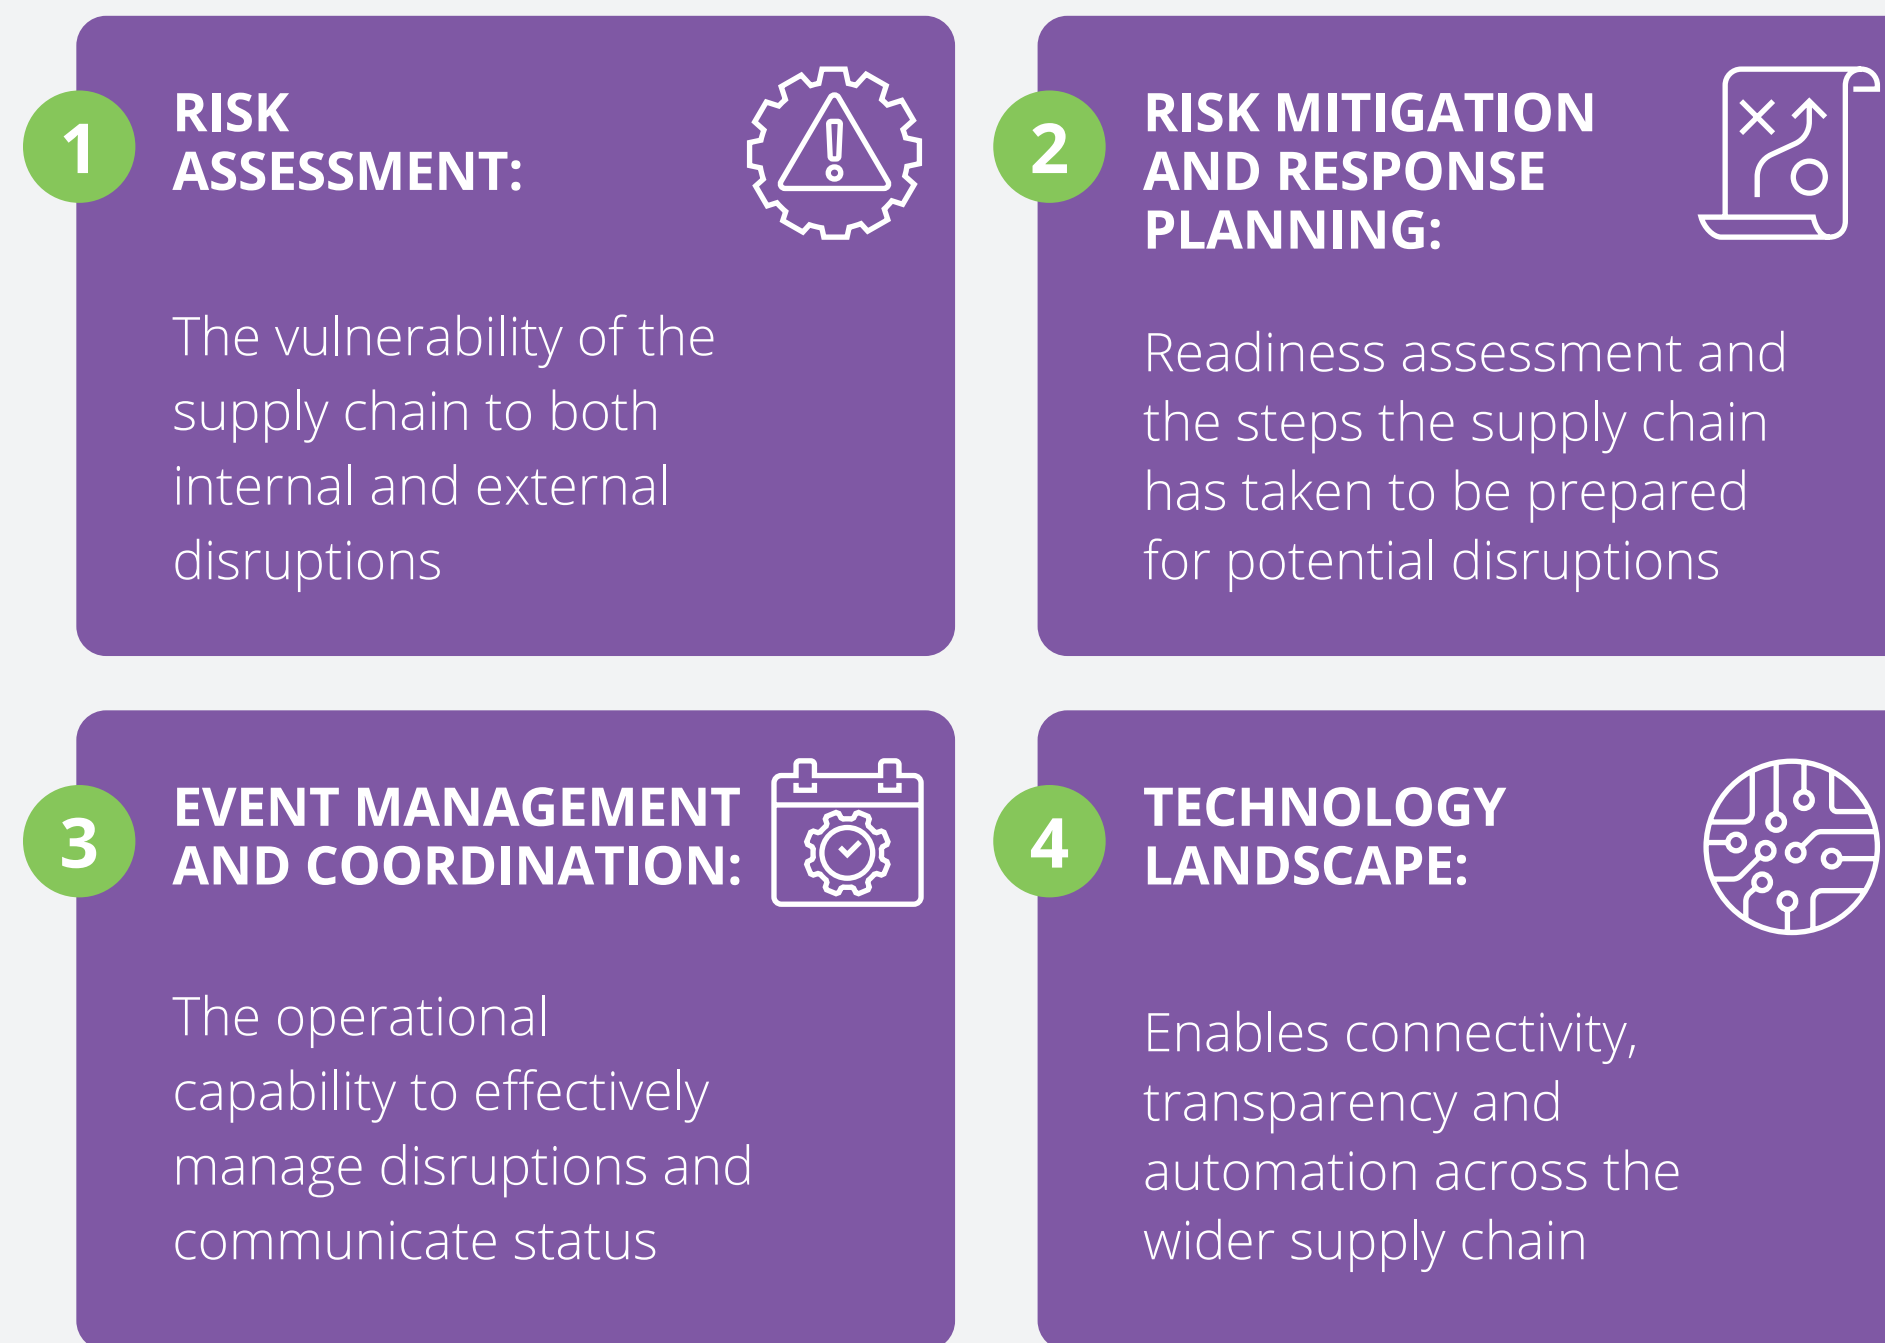 1
RISK
ASSESSMENT:
The vulnerability of the
supply chain to both
internal and external
disruptions
2
RISK MITIGATION
AND RESPONSE
PLANNING:
Readiness assessment and
the steps the supply chain
has taken to be prepared
for potential disruptions
3
EVENT MANAGEMENT
AND COORDINATION:
The operational
capability to effectively
manage disruptions and
communicate status
4
TECHNOLOGY
LANDSCAPE:
Enables connectivity,
transparency and
automation across the
wider supply chain